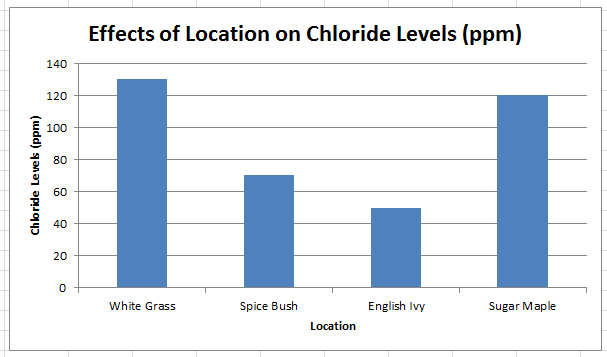 Effects of Location on Chloride Levels (ppm)
Chloride Levels (ppm)
140
120
100
80
60
40
20
0
White Grass Spice Bush English Ivy Sugar Maple
Location